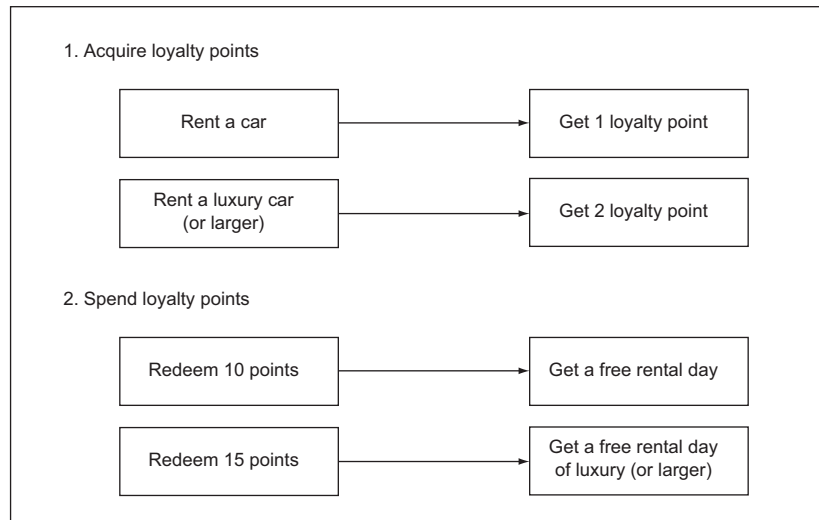 1. Acquire loyalty points
Rent a car
Get 1 loyalty point
Rent a luxury car
(or larger)
Get 2 loyalty point
2. Spend loyalty points
Redeem 10 points
Get a free rental day
Redeem 15 points
Get a free rental day
of luxury (or larger)